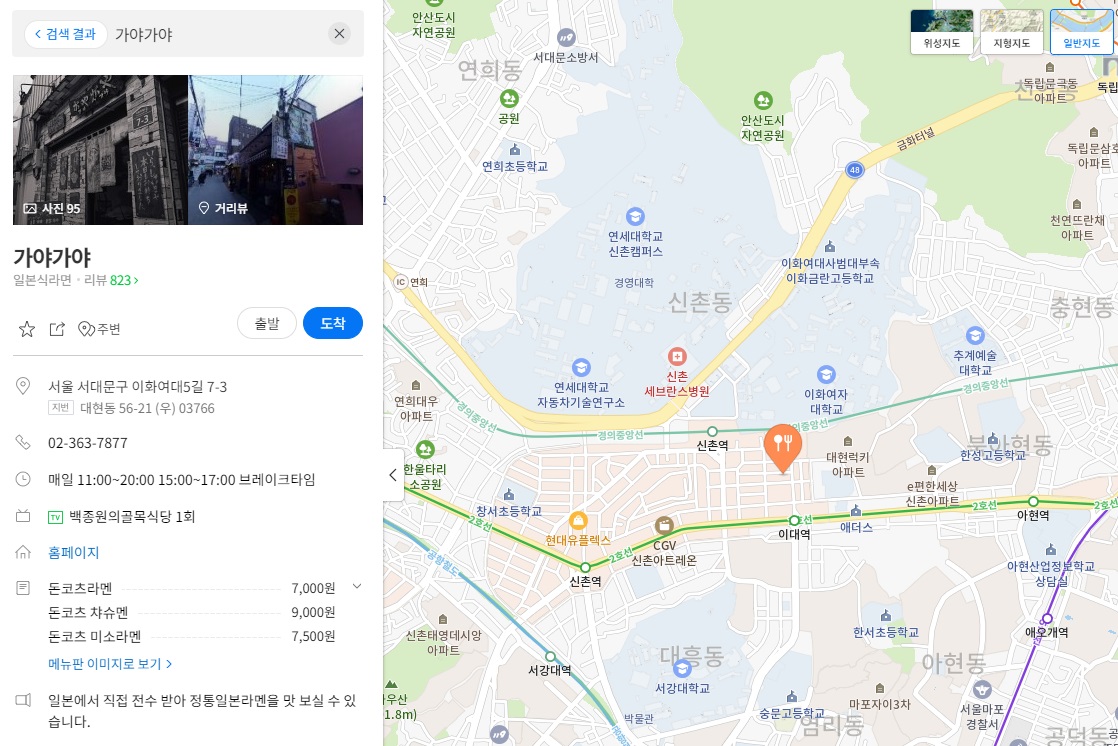 검색 결과
가야가야
사진 95
거리뷰
가야가야
일본식라면 · 리뷰 823
주변
출발
도착
서울 서대문구 이화여대5길 7-3
지번 대현동 56-21 (우) 03766
02-363-7877
매일 11:00~20:00 15:00~17:00 브레이크타임
TV 백종원의골목식당 1회
홈페이지
돈코츠라멘 7,000원
돈코츠 챠슈멘 9,000원
돈코츠 미소라멘 7,500원
메뉴판 이미지로 보기
일본에서 직접 전수 받아 정통일본라멘을 맛 보실 수 있
습니다.
위성지도
지형지도
일반지도
안산도시
자연공원
서대문소방서
연희동
공원
안산도시
자연공원
독립문극동
아파트
금화터널
48
독립문삼호
아파트
연희초등학교
천연뜨란채
아파트
연세대학교
신촌캠퍼스
경영대학
이화여대사범대부속
이화금란고등학교
IC 연희
신촌동
충현동
추계예술
대학교
신촌
세브란스병원
연세대학교
자동차기술연구소
이화여자
대학교
경의중앙선
경의중앙선
경의중앙선
경의중앙선
연희대우
아파트
신촌역
대현럭키
아파트
북아현동
한성고등학교
한울타리
소공원
e편한세상
신촌아파트
창서초등학교
2호선
2호선
2호선
2호선
현대유플렉스
CGV
신촌아트레온
이대역
애더스
아현역
신촌역
공항철도
아현산업정보학교
상담실
한서초등학교
애오개역
신촌태영데시앙
아파트
서강대역
대흥동
서강대학교
아현동
마포자이3차
서울마포
경찰서
숭문고등학교
염리동
박물관
공덕동